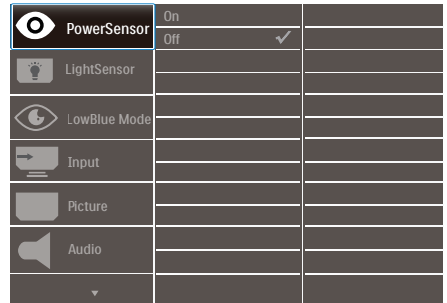 PowerSensor
On
Off
LightSensor
LowBlue Mode
Input
Picture
Audio